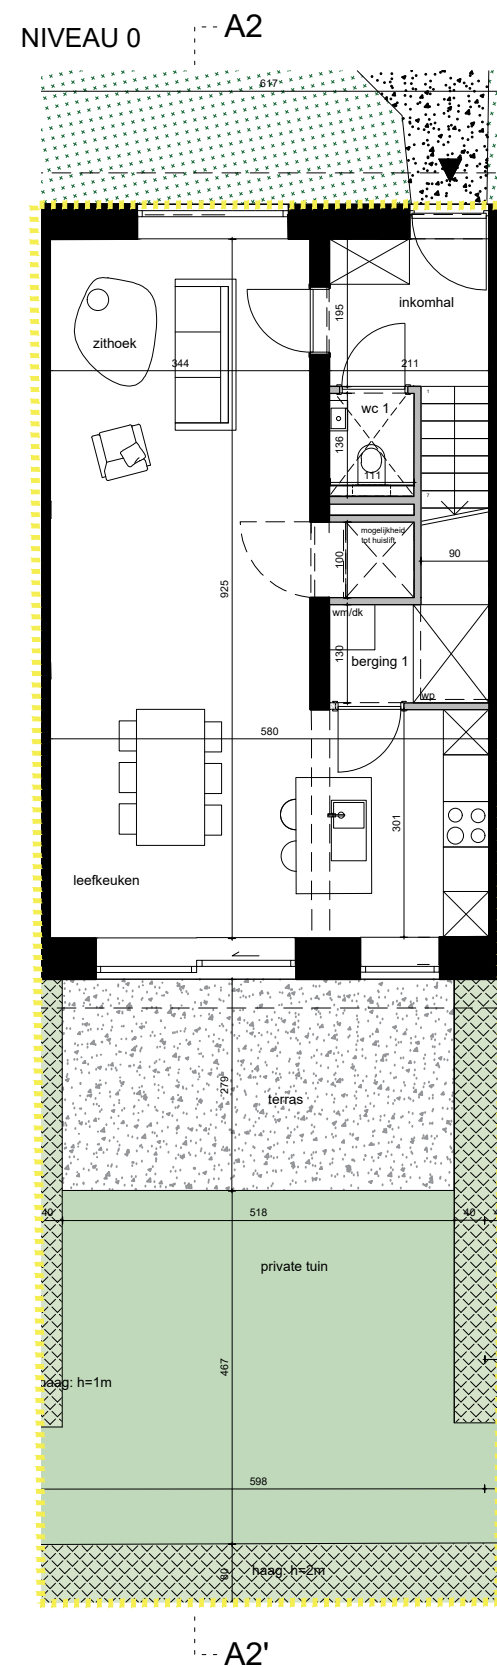 NIVEAU 0
A2
617
inkomhal
195
zithoek
344
211
wc 1
136
111
mogelijkheid
tot huislift
100
90
925
wm/dk
130
berging 1
wp
580
301
leefkeuken
279
terras
40
518
40
private tuin
467
haag: h=1m
598
80
haag: h=2m
A2'